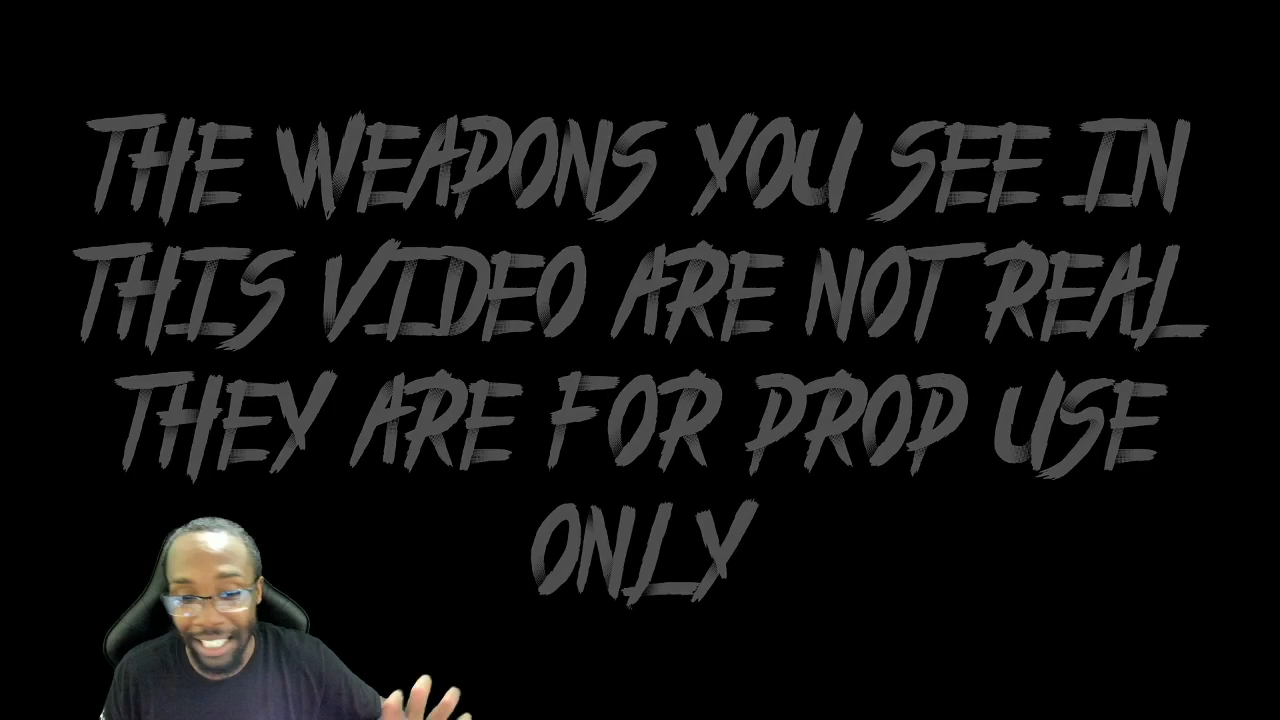 THE WEAPONS YOU SEE IN
THIS VIDEO ARE NOT REAL
THEY ARE FOR PROP USE
ONLY